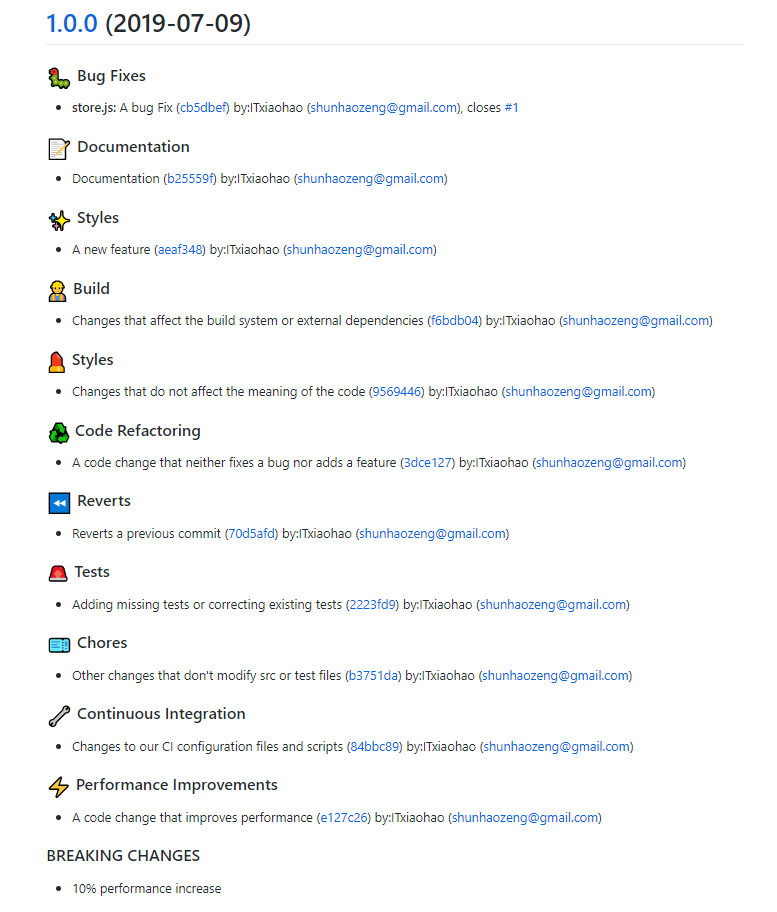 1.0.0 (2019-07-09)
Bug Fixes
store.js: A bug Fix (cb5dbef) by:ITxiaohao (shunhaozeng@gmail.com), closes #1
Documentation
Documentation (b25559f) by:ITxiaohao (shunhaozeng@gmail.com)
Styles
A new feature (aeaf348) by:ITxiaohao (shunhaozeng@gmail.com)
Build
Changes that affect the build system or external dependencies (f6bdb04) by:ITxiaohao (shunhaozeng@gmail.com)
Styles
Changes that do not affect the meaning of the code (9569446) by:ITxiaohao (shunhaozeng@gmail.com)
Code Refactoring
A code change that neither fixes a bug nor adds a feature (3dce127) by:ITxiaohao (shunhaozeng@gmail.com)
Reverts
Reverts a previous commit (70d5afd) by:ITxiaohao (shunhaozeng@gmail.com)
Tests
Adding missing tests or correcting existing tests (2223fd9) by:ITxiaohao (shunhaozeng@gmail.com)
Chores
Other changes that don't modify src or test files (b3751da) by:ITxiaohao (shunhaozeng@gmail.com)
Continuous Integration
Changes to our CI configuration files and scripts (84bbc89) by:ITxiaohao (shunhaozeng@gmail.com)
Performance Improvements
A code change that improves performance (e127c26) by:ITxiaohao (shunhaozeng@gmail.com)
BREAKING CHANGES
10% performance increase